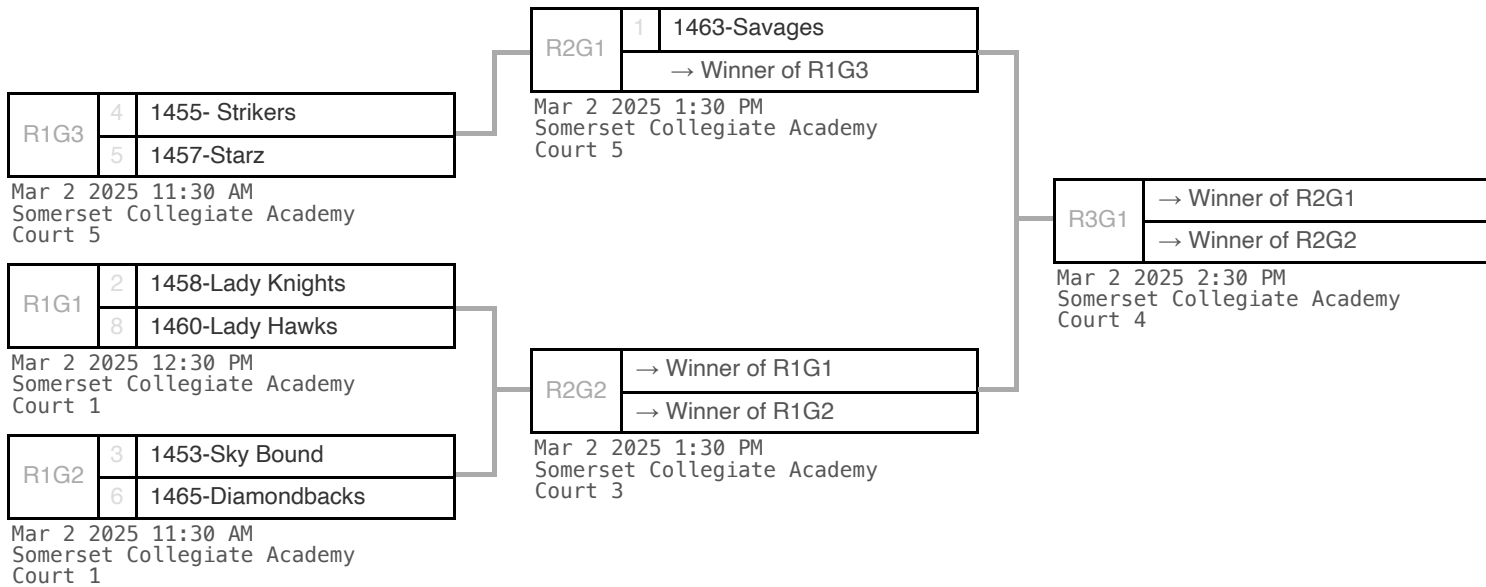 R1G3
4 1455- Strikers
5 1457-Starz
Mar 2 2025 11:30 AM
Somerset Collegiate Academy
Court 5
R1G1
2 1458-Lady Knights
8 1460-Lady Hawks
Mar 2 2025 12:30 PM
Somerset Collegiate Academy
Court 1
R1G2
3 1453-Sky Bound
6 1465-Diamondbacks
Mar 2 2025 11:30 AM
Somerset Collegiate Academy
Court 1
R2G1
1 1463-Savages
→ Winner of R1G3
Mar 2 2025 1:30 PM
Somerset Collegiate Academy
Court 5
R2G2
→ Winner of R1G1
→ Winner of R1G2
Mar 2 2025 1:30 PM
Somerset Collegiate Academy
Court 3
R3G1
→ Winner of R2G1
→ Winner of R2G2
Mar 2 2025 2:30 PM
Somerset Collegiate Academy
Court 4